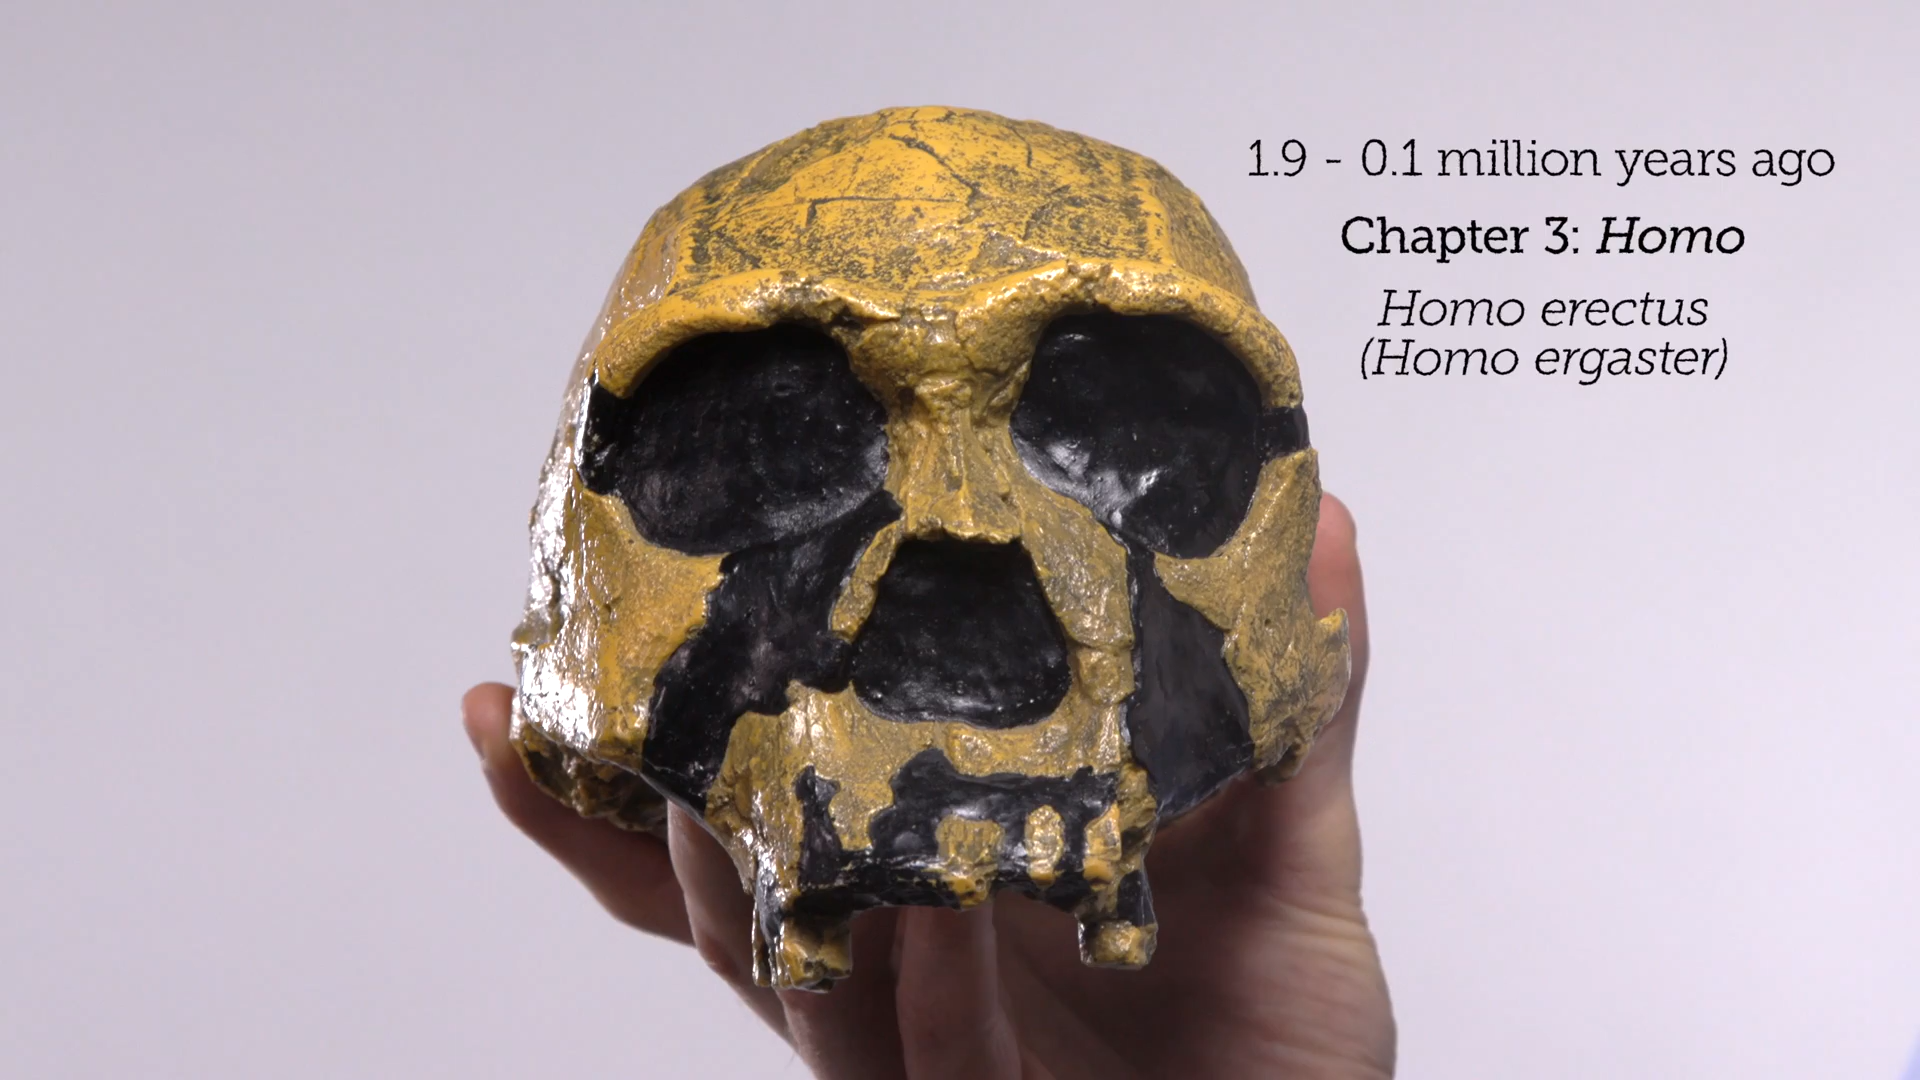 1.9 - 0.1 million years ago
Chapter 3: Homo
Homo erectus
(Homo ergaster)